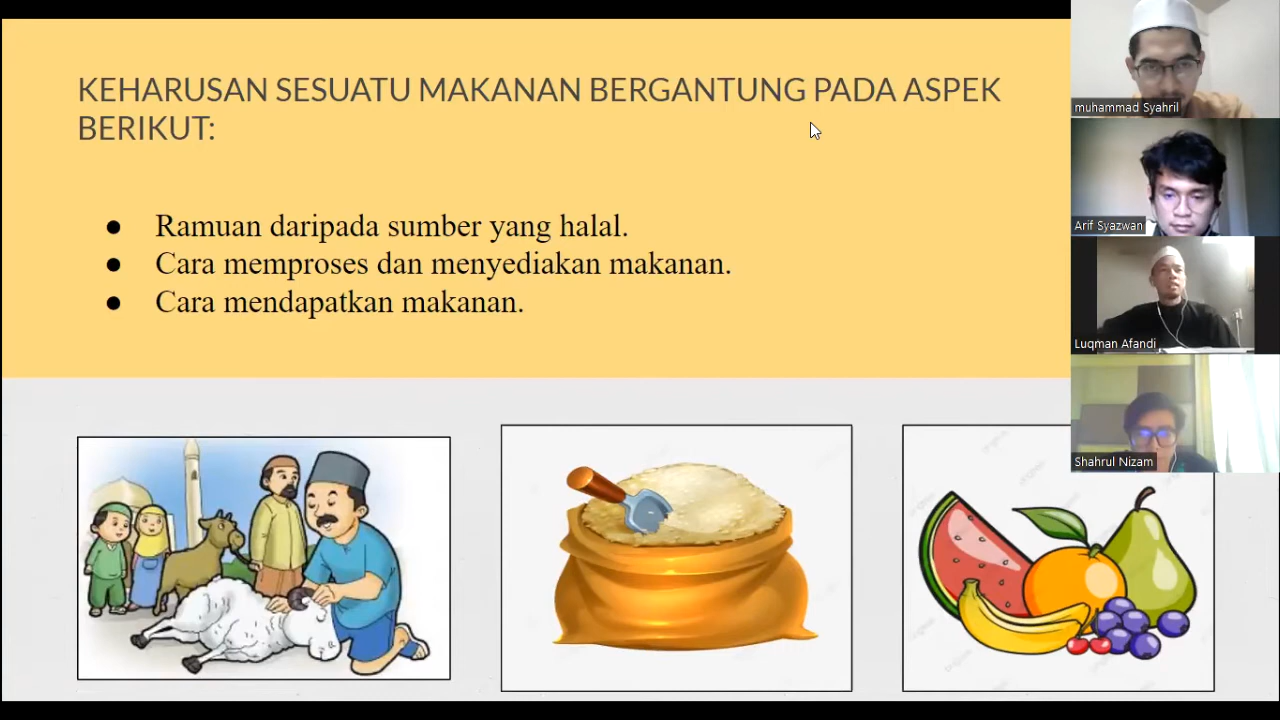 KEHARUSAN SESUATU MAKANAN BERGANTUNG PADA ASPEK
BERIKUT:
● Ramuan daripada sumber yang halal.
● Cara memproses dan menyediakan makanan.
● Cara mendapatkan makanan.
muhammad Syahril
Arif Syazwan
Luqman Afandi
Shahrul Nizam